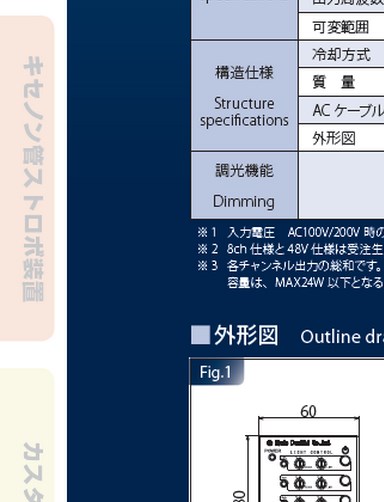 可変範囲
構造仕様
Structure
specifications
冷却方式
質 量
AC ケーブル
外形図
調光機能
Dimming
※ 1 入力電圧 AC100V/200V 時の
※ 2 8ch 仕様と 48V 仕様は受注生
※ 3 各チャンネル出力の総和です。
容量は、MAX24W 以下となる
■外形図 Outline dra
Fig.1
60
80
POWER
LIGHT CONTROL
キセノン管ストロボ装置
カスタ